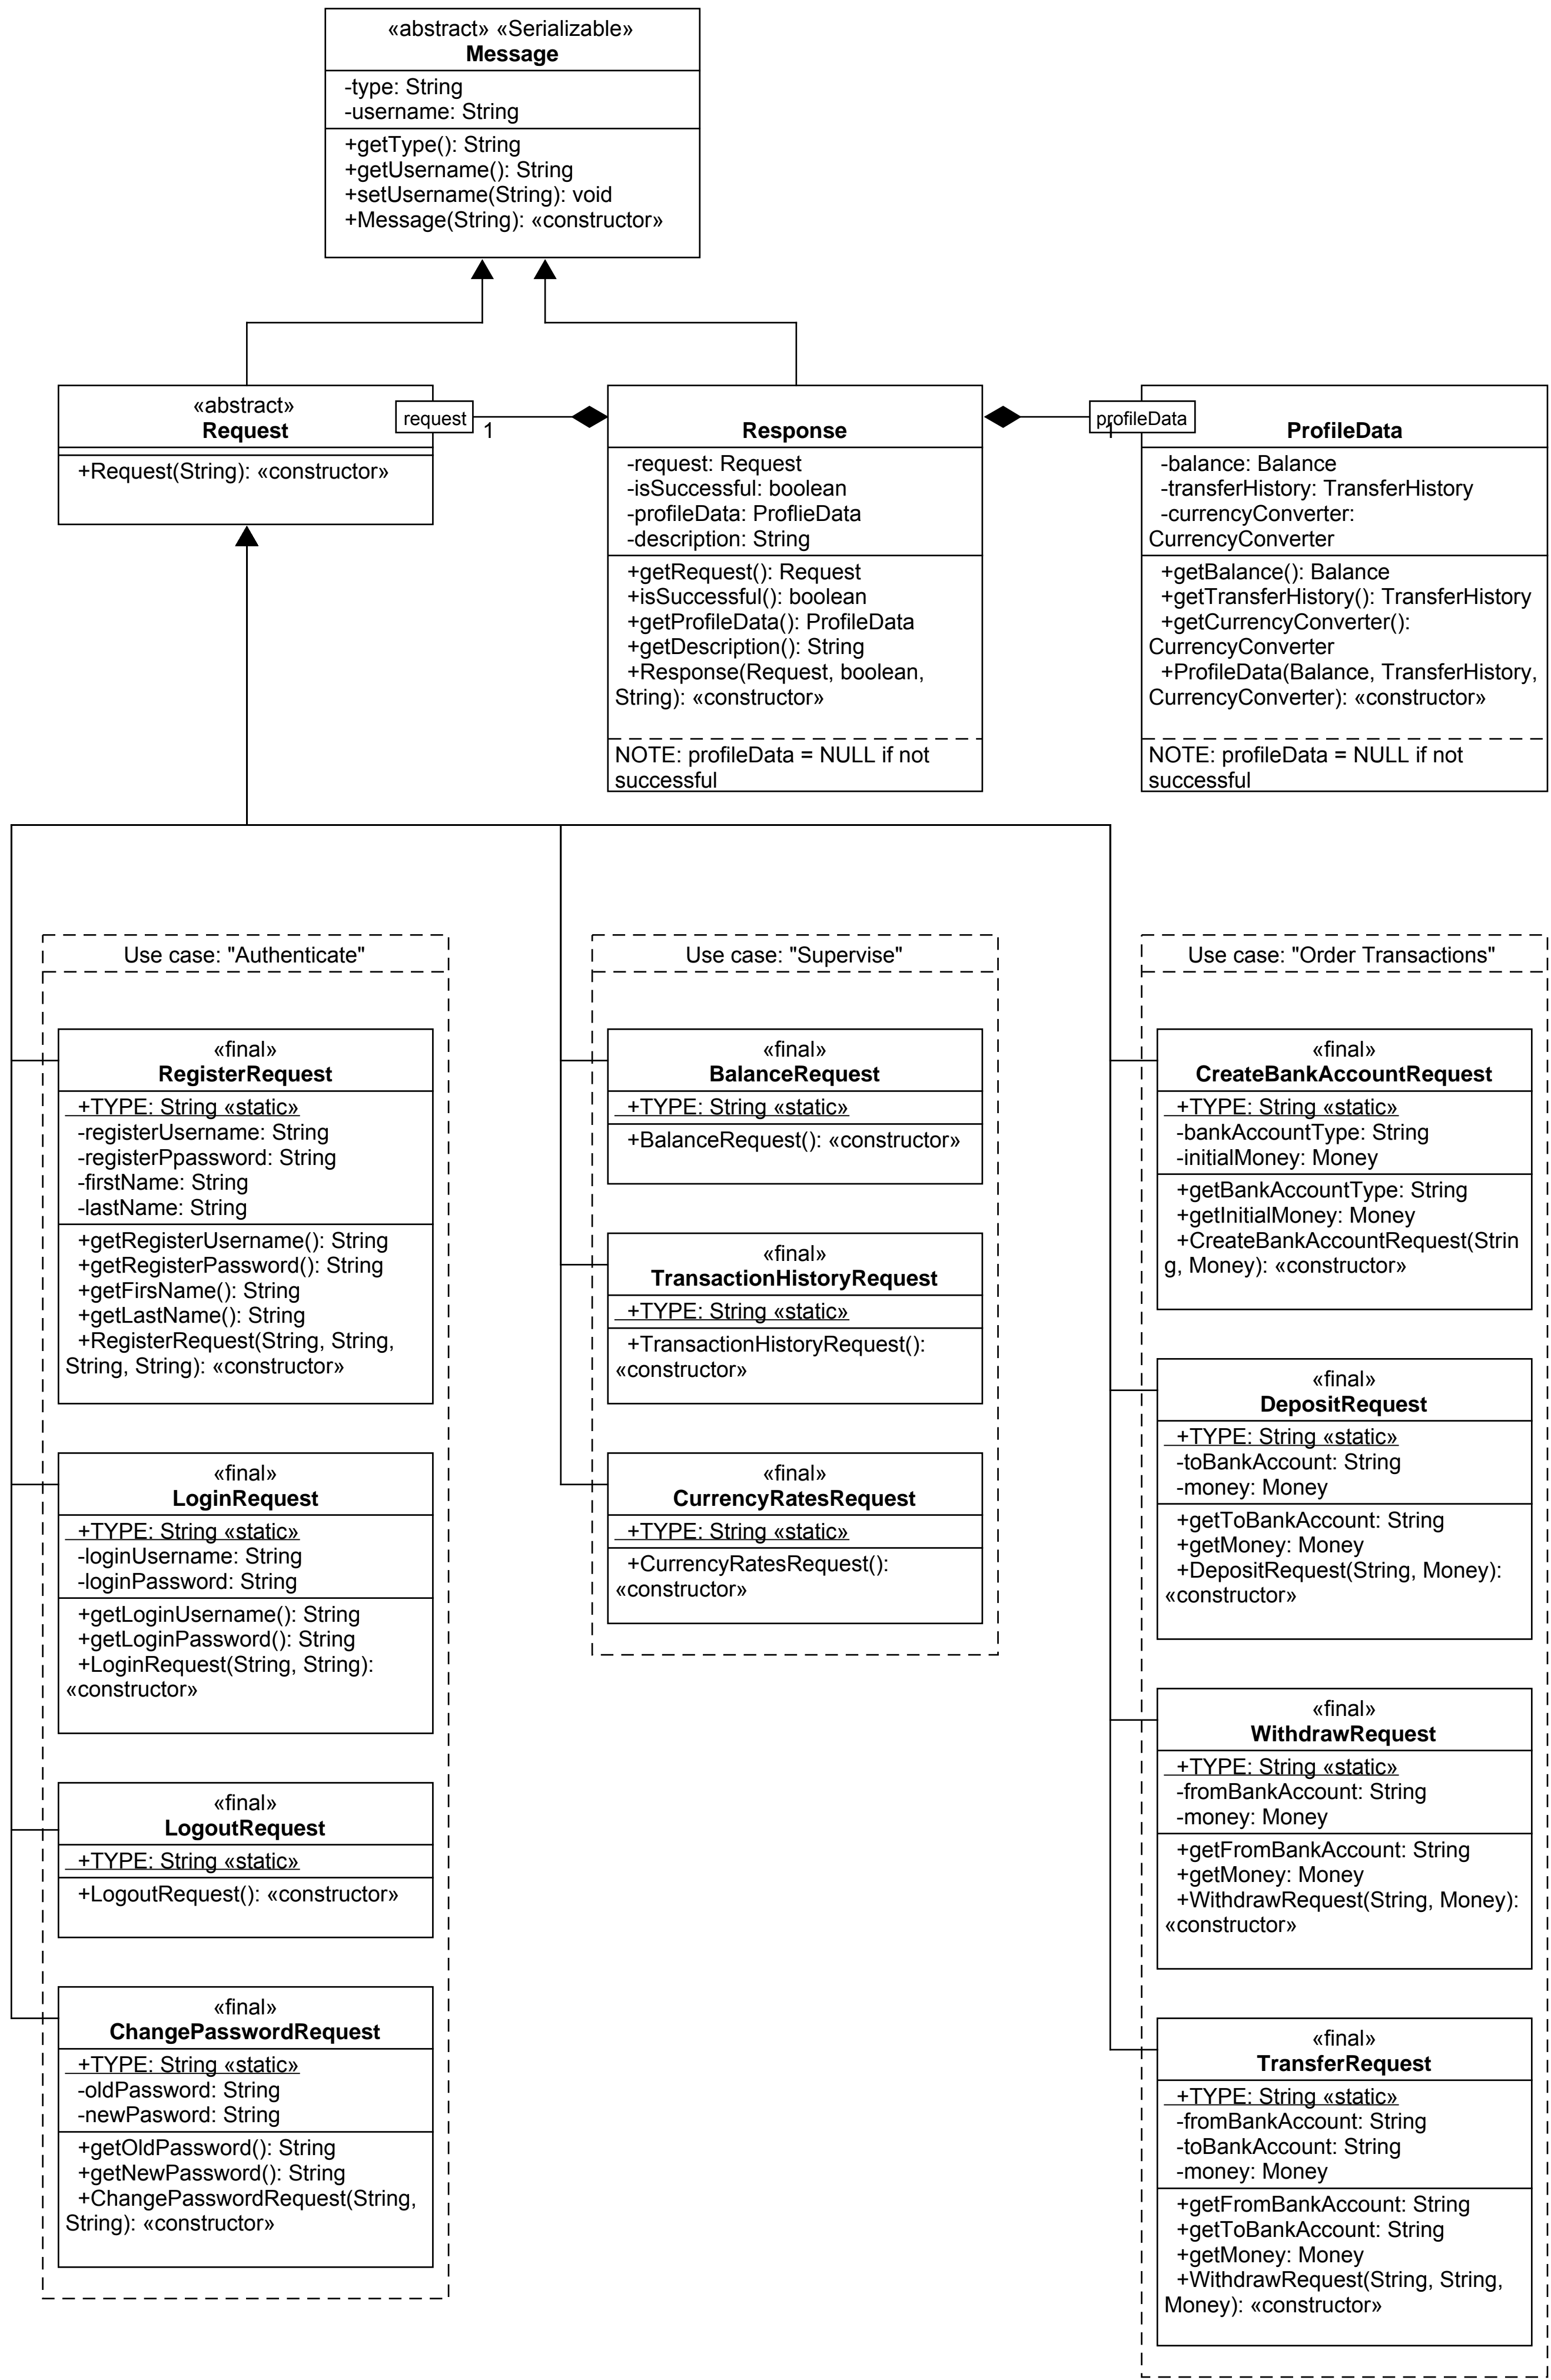 «abstract» «Serializable»
Message
-type: String
-username: String
+getType(): String
+getUsername(): String
+setUsername(String): void
+Message(String): «constructor»
«abstract»
Request
+Request(String): «constructor»
request
1
Response
-request: Request
-isSuccessful: boolean
-profileData: ProflieData
-description: String
+getRequest(): Request
+isSuccessful(): boolean
+getProfileData(): ProfileData
+getDescription(): String
+Response(Request, boolean,
String): «constructor»
NOTE: profileData = NULL if not
successful
profileData
1
ProfileData
-balance: Balance
-transferHistory: TransferHistory
-currencyConverter:
CurrencyConverter
+getBalance(): Balance
+getTransferHistory(): TransferHistory
+getCurrencyConverter():
CurrencyConverter
+ProfileData(Balance, TransferHistory,
CurrencyConverter): «constructor»
NOTE: profileData = NULL if not
successful
Use case: "Authenticate"
«final»
RegisterRequest
+TYPE: String «static»
-registerUsername: String
-registerPpassword: String
-firstName: String
-lastName: String
+getRegisterUsername(): String
+getRegisterPassword(): String
+getFirsName(): String
+getLastName(): String
+RegisterRequest(String, String,
String, String): «constructor»
«final»
LoginRequest
+TYPE: String «static»
-loginUsername: String
-loginPassword: String
+getLoginUsername(): String
+getLoginPassword(): String
+LoginRequest(String, String):
«constructor»
«final»
LogoutRequest
+TYPE: String «static»
+LogoutRequest(): «constructor»
«final»
ChangePasswordRequest
+TYPE: String «static»
-oldPassword: String
-newPasword: String
+getOldPassword(): String
+getNewPassword(): String
+ChangePasswordRequest(String,
String): «constructor»
Use case: "Supervise"
«final»
BalanceRequest
+TYPE: String «static»
+BalanceRequest(): «constructor»
«final»
TransactionHistoryRequest
+TYPE: String «static»
+TransactionHistoryRequest():
«constructor»
«final»
CurrencyRatesRequest
+TYPE: String «static»
+CurrencyRatesRequest():
«constructor»
Use case: "Order Transactions"
«final»
CreateBankAccountRequest
+TYPE: String «static»
-bankAccountType: String
-initialMoney: Money
+getBankAccountType: String
+getInitialMoney: Money
+CreateBankAccountRequest(Strin
g, Money): «constructor»
«final»
DepositRequest
+TYPE: String «static»
-toBankAccount: String
-money: Money
+getToBankAccount: String
+getMoney: Money
+DepositRequest(String, Money):
«constructor»
«final»
WithdrawRequest
+TYPE: String «static»
-fromBankAccount: String
-money: Money
+getFromBankAccount: String
+getMoney: Money
+WithdrawRequest(String, Money):
«constructor»
«final»
TransferRequest
+TYPE: String «static»
-fromBankAccount: String
-toBankAccount: String
-money: Money
+getFromBankAccount: String
+getToBankAccount: String
+getMoney: Money
+WithdrawRequest(String, String,
Money): «constructor»